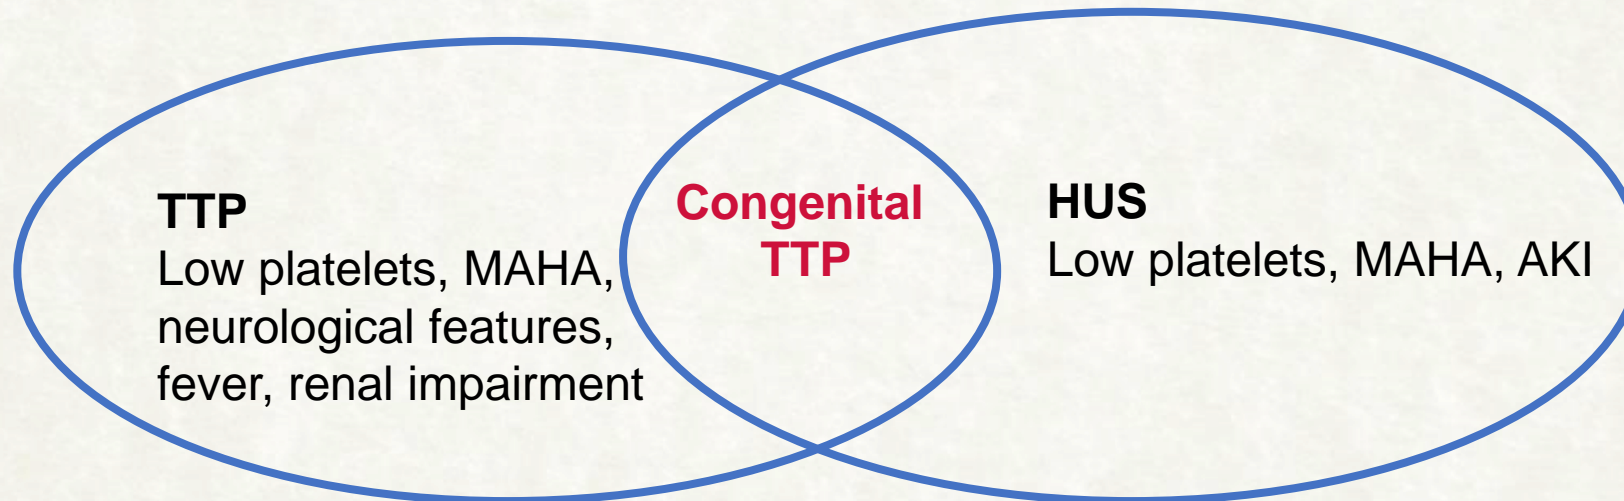 TTP
Low platelets, MAHA,
neurological features,
fever, renal impairment
Congenital
TTP
HUS
Low platelets, MAHA, AKI